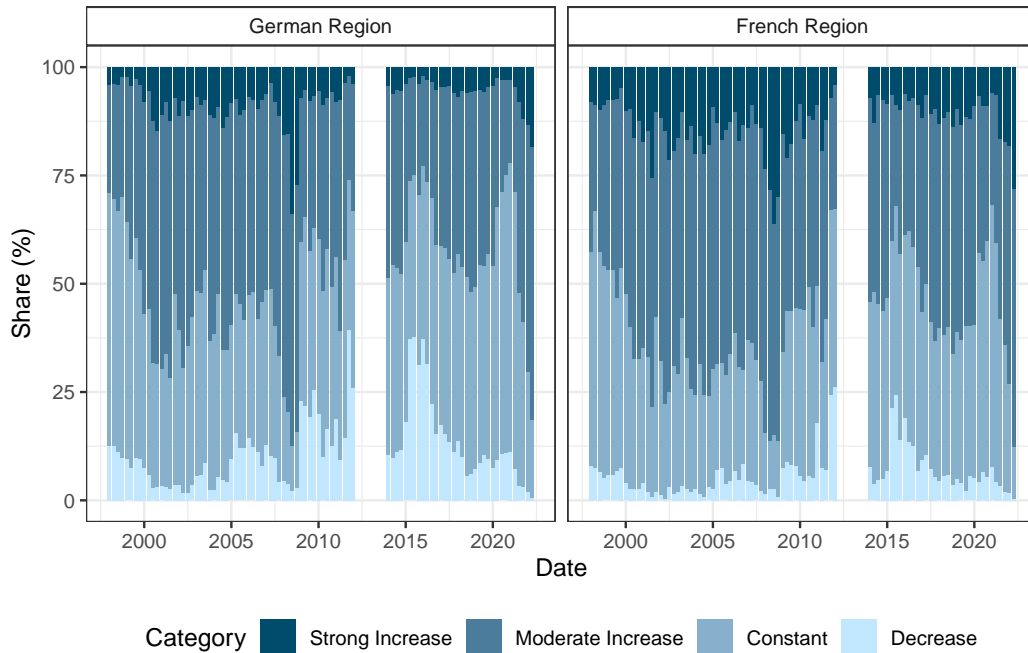 German Region French Region
100
75
50
25
0
Share (%)
2000 2005 2010 2015 2020 2000 2005 2010 2015 2020
Date
Category Strong Increase Moderate Increase Constant Decrease